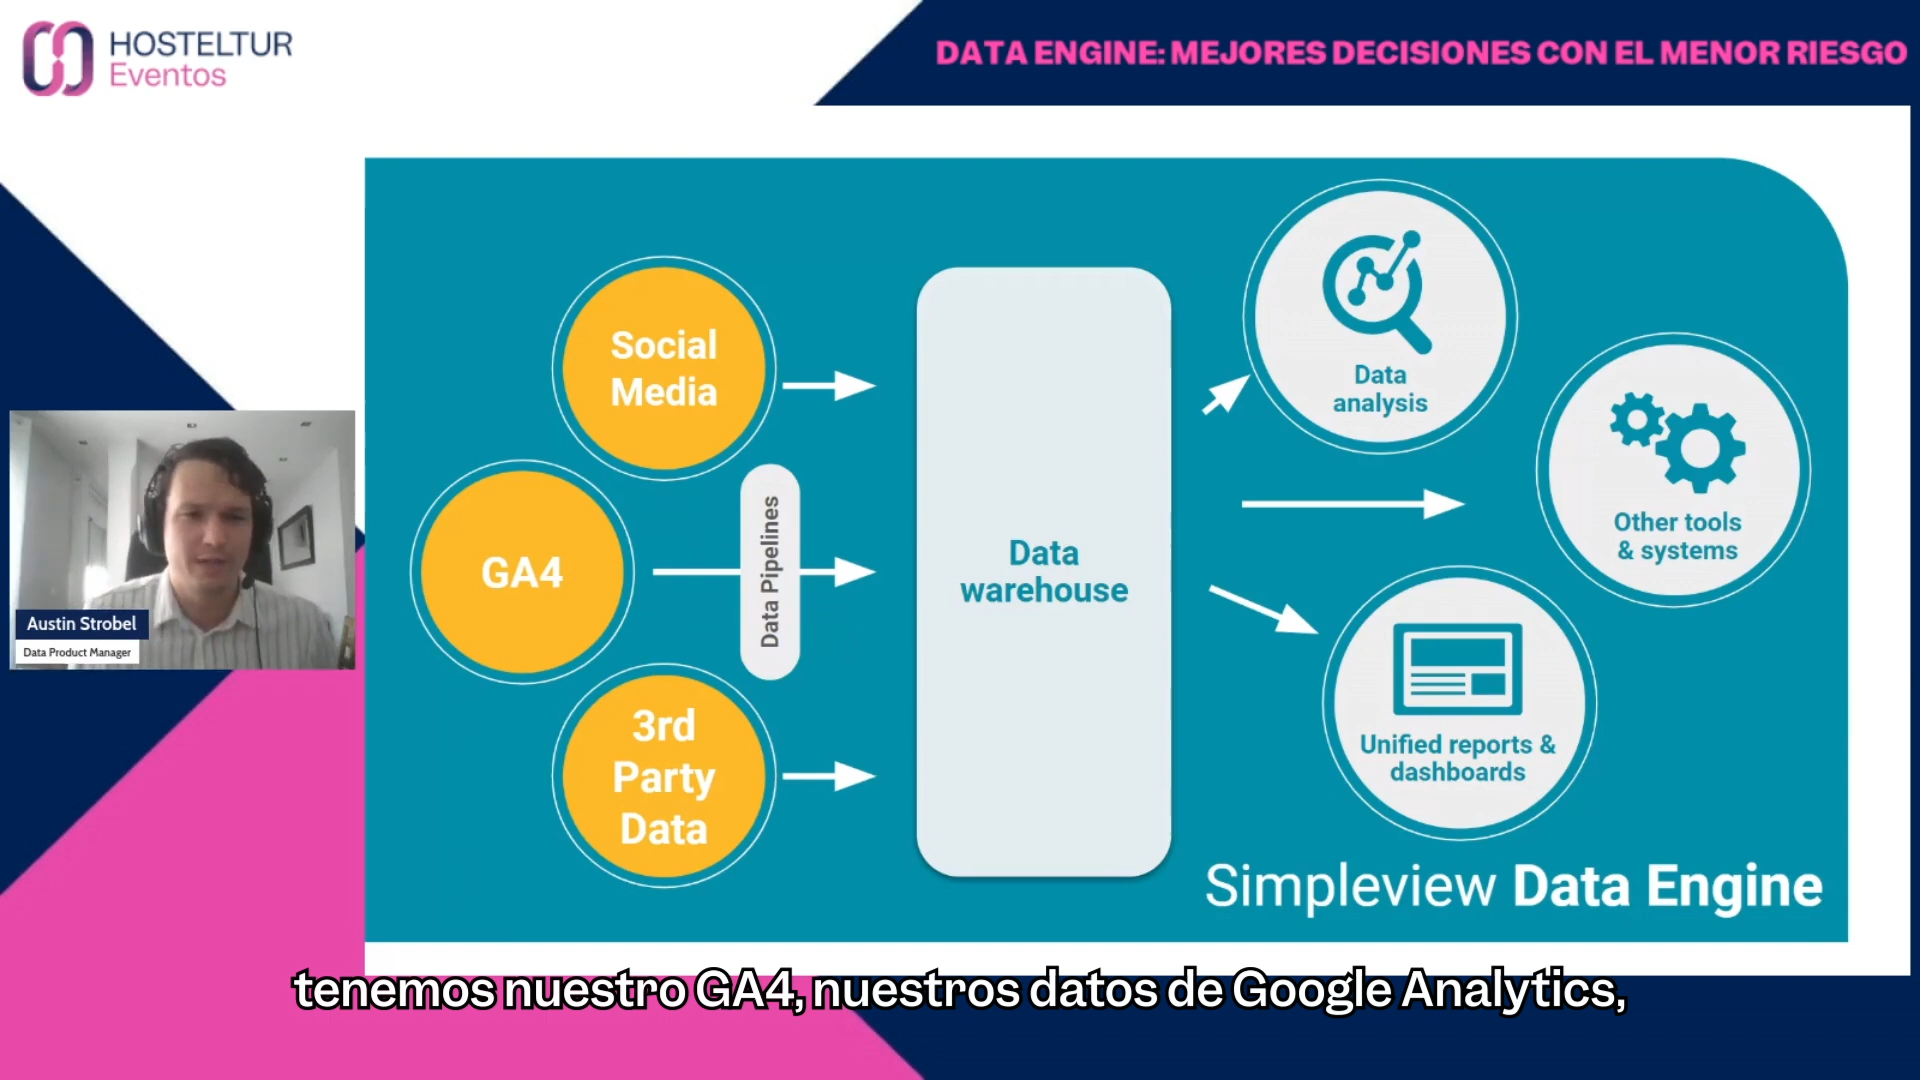 HOSTELTUR
Eventos
DATA ENGINE: MEJORES DECISIONES CON EL MENOR RIESGO
Social
Media
GA4
3rd
Party
Data
Data Pipelines
Data
warehouse
Data
analysis
Other tools
& systems
Unified reports &
dashboards
Simpleview Data Engine
Austin Strobel
Data Product Manager
tenemos nuestro GA4, nuestros datos de Google Analytics,